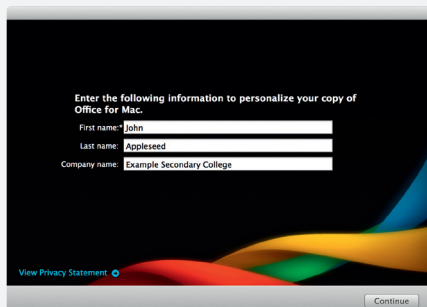 Enter the following information to personalize your copy of
Office for Mac.
First name:* John
Last name: Appleseed
Company name: Example Secondary College
View Privacy Statement
Continue